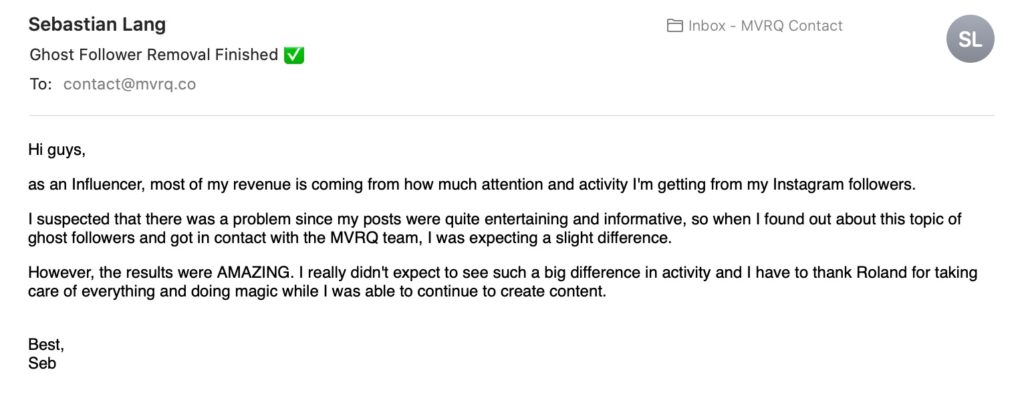 Sebastian Lang
Inbox - MVRQ Contact
SL
Ghost Follower Removal Finished ✅
To: contact@mvrq.co
Hi guys,
as an Influencer, most of my revenue is coming from how much attention and activity I'm getting from my Instagram followers.
I suspected that there was a problem since my posts were quite entertaining and informative, so when I found out about this topic of
ghost followers and got in contact with the MVRQ team, I was expecting a slight difference.
However, the results were AMAZING. I really didn't expect to see such a big difference in activity and I have to thank Roland for taking
care of everything and doing magic while I was able to continue to create content.
Best,
Seb